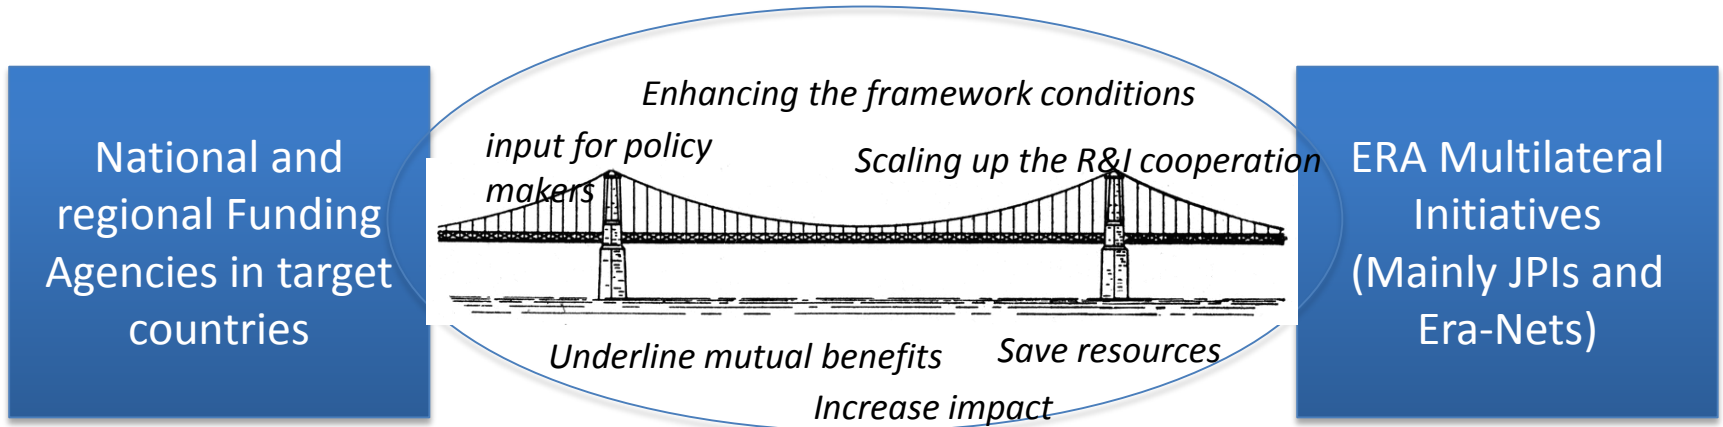 National and
regional Funding
Agencies in target
countries
Enhancing the framework conditions
input for policy
makers
Scaling up the R&I cooperation
Underline mutual benefits
Save resources
Increase impact
ERA Multilateral
Initiatives
(Mainly JPIs and
Era-Nets)